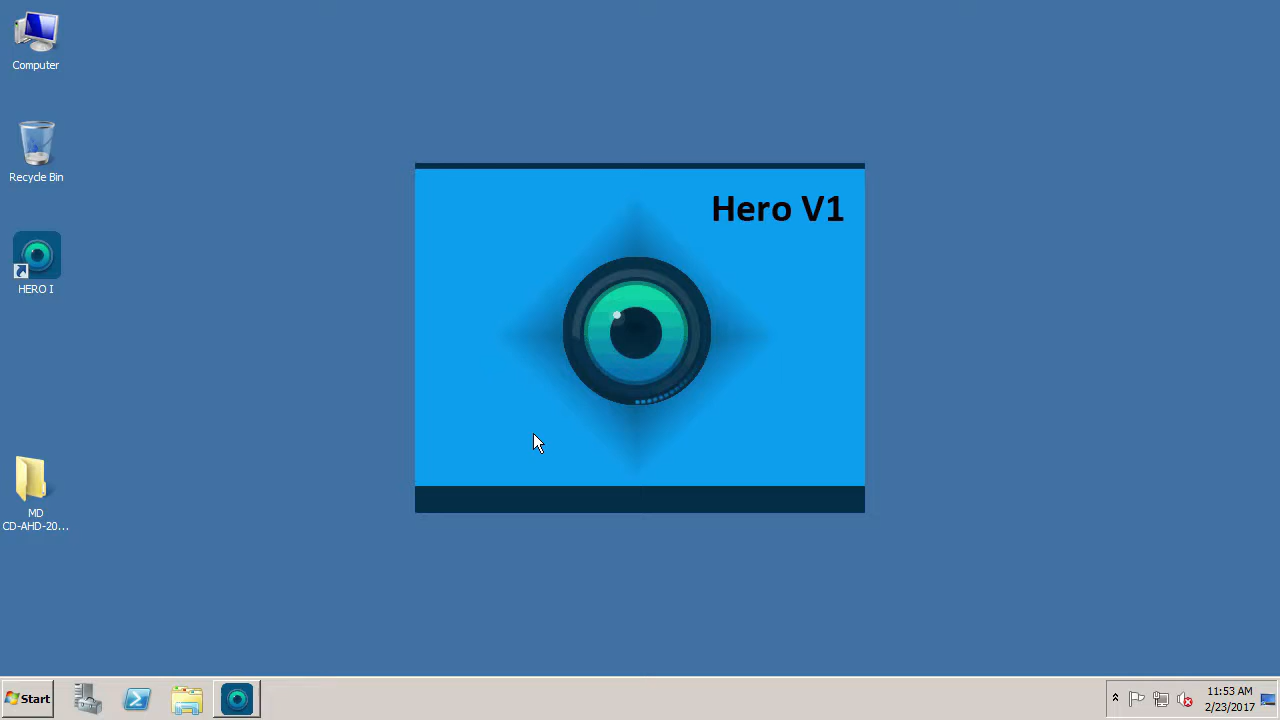 Computer
Recycle Bin
HERO I
MD
CD-AHD-20...
Hero V1
Start
11:53 AM
2/23/2017